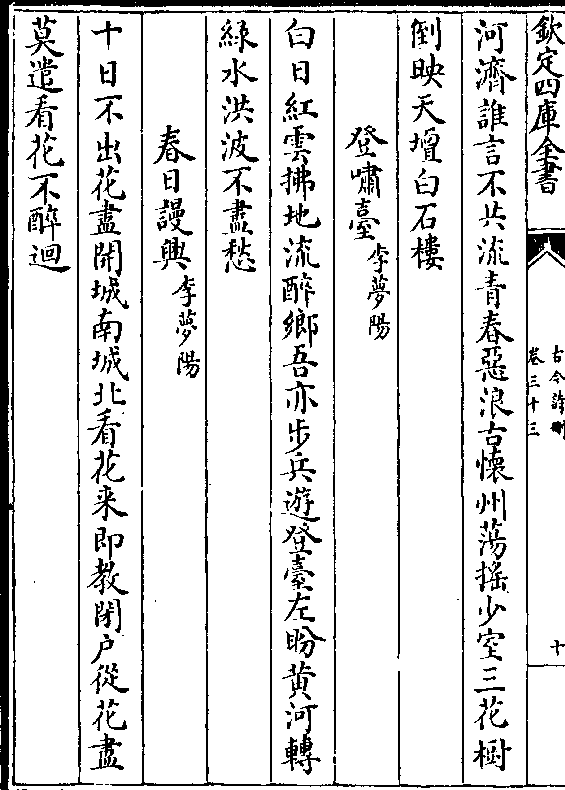 欽定四庫全書
古今詩刪
卷三十三
十
河濟誰言不共流青春惡浪古懷州蕩搖少室三花樹
倒映天壇白石樓
登嘯臺李夢陽
白日紅雲拂地流醉鄉吾亦步兵遊登臺左盼黄河轉
緑水洪波不盡愁
春日謾興李夢陽
十日不出花盡開城南城北看花来即教閉户從花盡
莫遣看花不醉迴